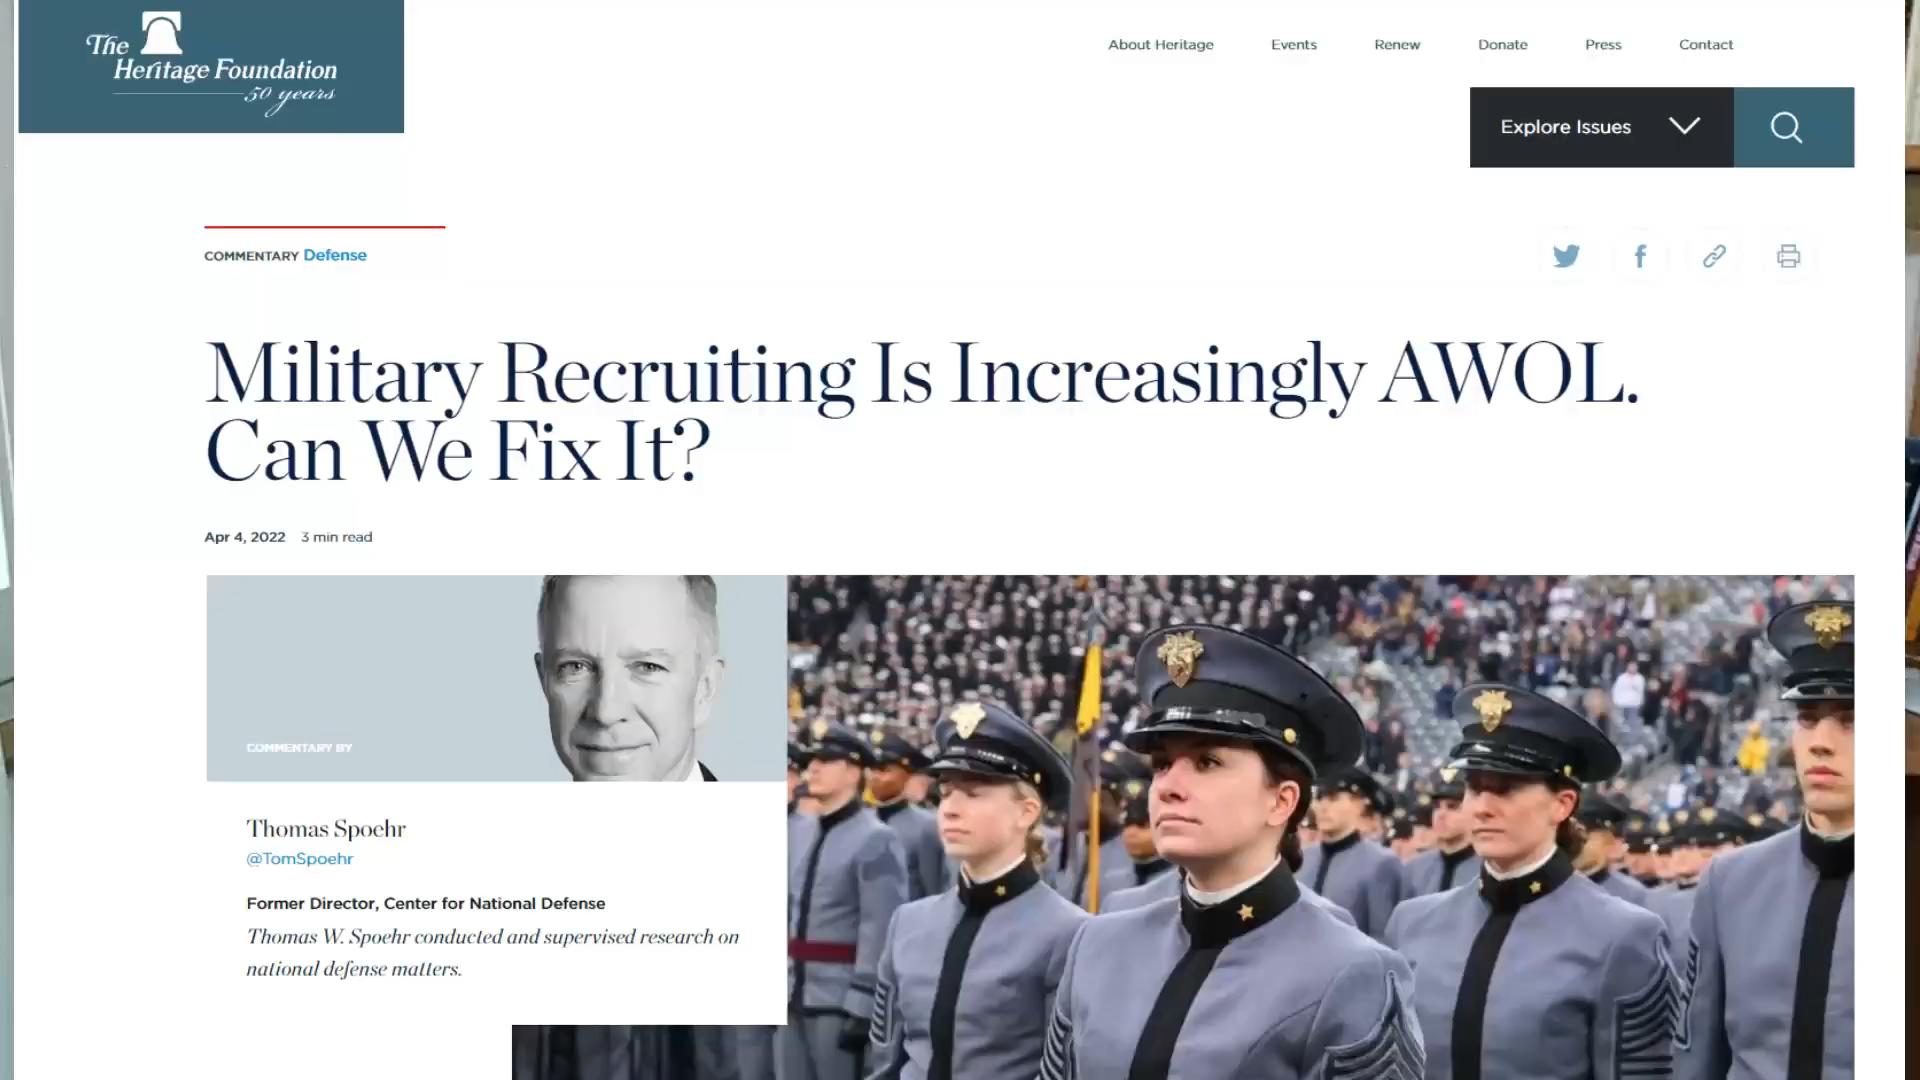 The
Heritage Foundation
50 years
About Heritage Events Renew Donate Press Contact
Explore Issues
COMMENTARY Defense
Military Recruiting Is Increasingly AWOL.
Can We Fix It?
Apr 4, 2022 3 min read
COMMENTARY BY
Thomas Spoehr
@TomSpoehr
Former Director, Center for National Defense
Thomas W. Spoehr conducted and supervised research on
national defense matters.